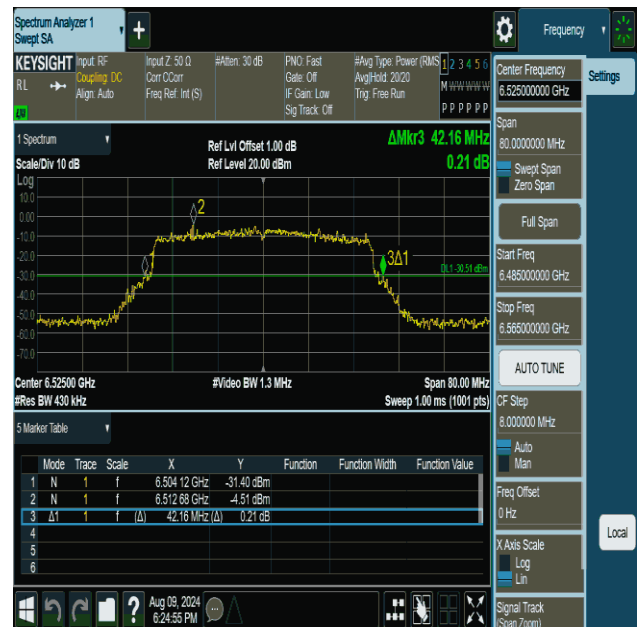 Spectrum Analyzer 1
Swept SA
+
Frequency
KEYSIGHT
RL
Input: RF
Coupling: DC
Align: Auto
Input Z: 50 Ω
Corr CCorr
Freq Ref: Int (S)
#Atten: 30 dB
PNO: Fast
Gate: Off
IF Gain: Low
Sig Track: Off
#Avg Type: Power (RMS
Avg|Hold: 20/20
Trig: Free Run
1 2 3 4 5 6
M W W W W W
P P P P P P
Center Frequency
6.525000000 GHz
Settings
Span
80.0000000 MHz
Swept Span
Zero Span
Full Span
Start Freq
6.485000000 GHz
Stop Freq
6.565000000 GHz
AUTO TUNE
CF Step
8.000000 MHz
Auto
Man
Freq Offset
0 Hz
X Axis Scale
Log
Lin
Signal Track
(Span Zoom)
Local
1 Spectrum
Scale/Div 10 dB
Log
Ref Lvl Offset 1.00 dB
Ref Level 20.00 dBm
ΔMkr3 42.16 MHz
0.21 dB
10.0
0.00
-10.0
-20.0
-30.0
-40.0
-50.0
-60.0
-70.0
2
1
3Δ1
DL1 -30.51 dBm
Center 6.52500 GHz
#Video BW 1.3 MHz
Span 80.00 MHz
#Res BW 430 kHz
Sweep 1.00 ms (1001 pts)
5 Marker Table
Mode Trace Scale X Y Function Function Width Function Value
1 N 1 f 6.504 12 GHz -31.40 dBm
2 N 1 f 6.512 68 GHz -4.51 dBm
3 Δ1 1 f (Δ) 42.16 MHz (Δ) 0.21 dB
4
5
6
?
Aug 09, 2024
6:24:55 PM